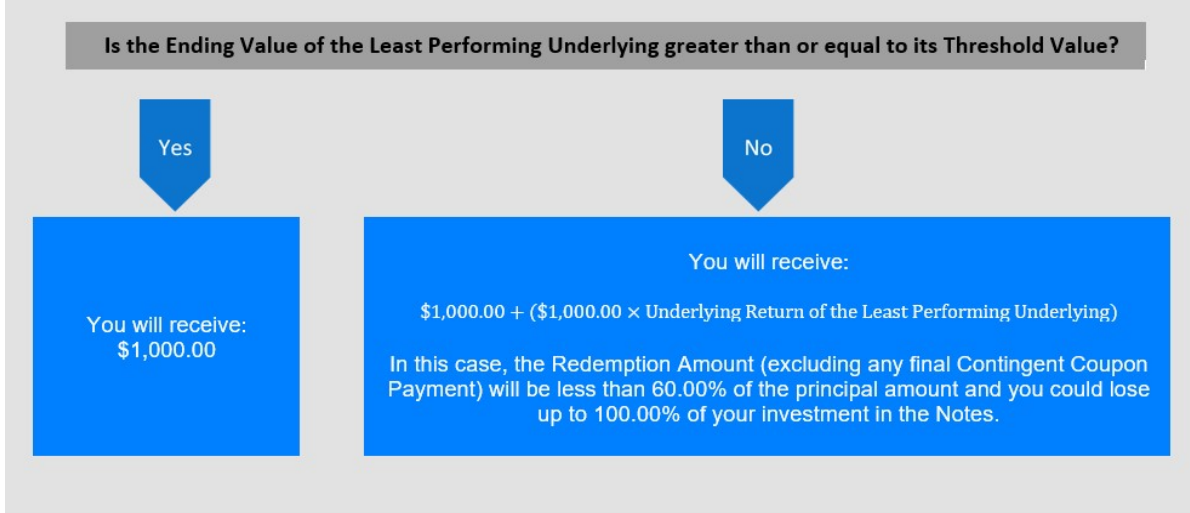 Is the Ending Value of the Least Performing Underlying greater than or equal to its Threshold Value?
Yes
No
You will receive:
$1,000.00
You will receive:
$1,000.00 + ($1,000.00 × Underlying Return of the Least Performing Underlying)
In this case, the Redemption Amount (excluding any final Contingent Coupon
Payment) will be less than 60.00% of the principal amount and you could lose
up to 100.00% of your investment in the Notes.